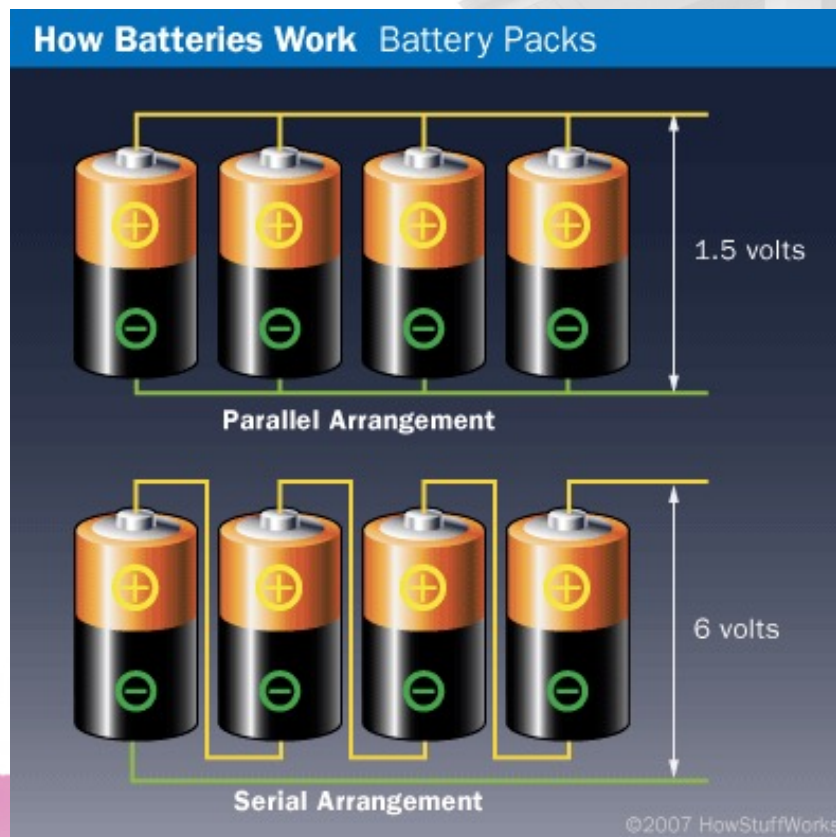 How Batteries Work Battery Packs
1.5 volts
Parallel Arrangement
6 volts
Serial Arrangement
©2007 HowStuffWorks